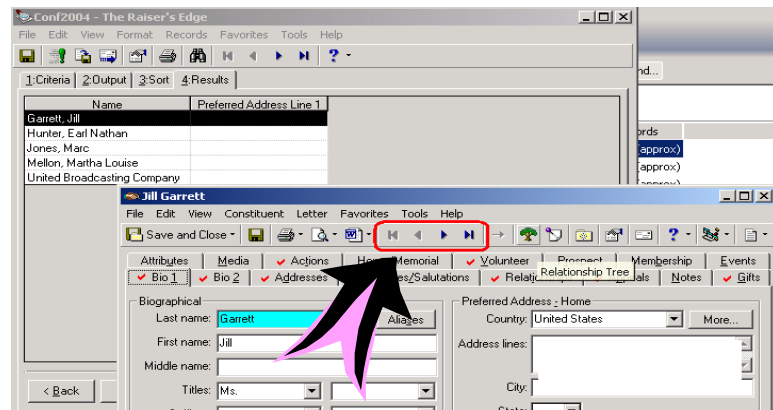 Conf2004 - The Raiser's Edge
File Edit View Format Records Favorites Tools Help
1:Criteria 2:Output 3:Sort 4:Results
nd...
Name Preferred Address Line 1
Garrett, Jill
Hunter, Earl Nathan
Jones, Marc
Mellon, Martha Louise
United Broadcasting Company
ords
(approx)
(approx)
< Back
Jill Garrett
File Edit View Constituent Letter Favorites Tools Help
Save and Close
Attributes Media Actions Memorial Volunteer Prospect Membership Events
Bio 1 Bio 2 Addresses es/Salutations Relati Relationship Tree als Notes Gifts
Biographical
Last name: Garrett Aliases
First name: Jill
Middle name:
Titles: Ms.
Preferred Address - Home
Country: United States More...
Address lines:
City: